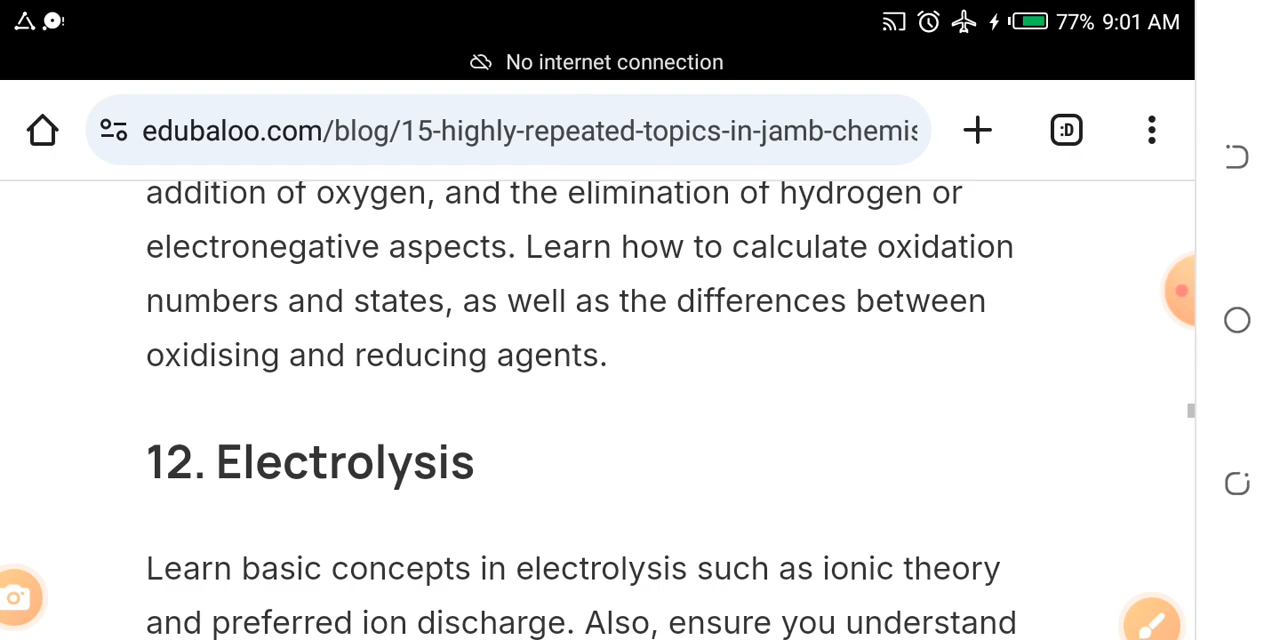 77% 9:01 AM
No internet connection
edubaloo.com/blog/15-highly-repeated-topics-in-jamb-chemis
:D
addition of oxygen, and the elimination of hydrogen or
electronegative aspects. Learn how to calculate oxidation
numbers and states, as well as the differences between
oxidising and reducing agents.
12. Electrolysis
Learn basic concepts in electrolysis such as ionic theory
and preferred ion discharge. Also, ensure you understand